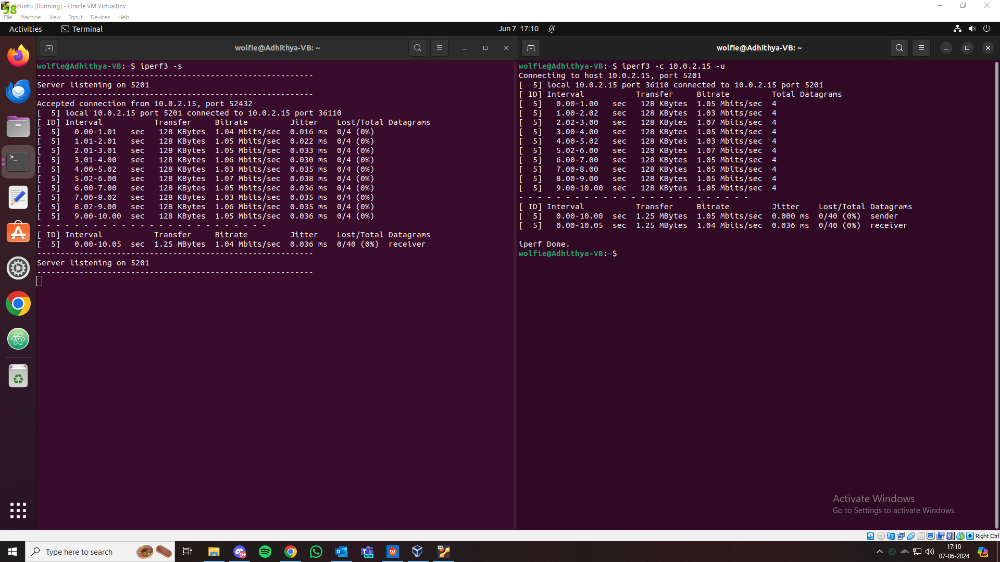 58
Ubuntu [Running] - Oracle VM VirtualBox
File Machine View Input Devices Help
Activities Terminal Jun 7 17:10
wolfie@Adhithya-VB: ~
wolfie@Adhithya-VB:~$ iperf3 -s
-----------------------------------------------------------
Server listening on 5201
-----------------------------------------------------------
Accepted connection from 10.0.2.15, port 52432
[  5] local 10.0.2.15 port 5201 connected to 10.0.2.15 port 36110
[ ID] Interval           Transfer     Bitrate         Jitter    Lost/Total Datagrams
[  5]   0.00-1.01   sec   128 KBytes  1.04 Mbits/sec  0.016 ms  0/4 (0%)
[  5]   1.01-2.01   sec   128 KBytes  1.05 Mbits/sec  0.022 ms  0/4 (0%)
[  5]   2.01-3.01   sec   128 KBytes  1.05 Mbits/sec  0.033 ms  0/4 (0%)
[  5]   3.01-4.00   sec   128 KBytes  1.06 Mbits/sec  0.030 ms  0/4 (0%)
[  5]   4.00-5.02   sec   128 KBytes  1.03 Mbits/sec  0.035 ms  0/4 (0%)
[  5]   5.02-6.00   sec   128 KBytes  1.07 Mbits/sec  0.038 ms  0/4 (0%)
[  5]   6.00-7.00   sec   128 KBytes  1.05 Mbits/sec  0.036 ms  0/4 (0%)
[  5]   7.00-8.02   sec   128 KBytes  1.03 Mbits/sec  0.035 ms  0/4 (0%)
[  5]   8.02-9.00   sec   128 KBytes  1.06 Mbits/sec  0.035 ms  0/4 (0%)
[  5]   9.00-10.00  sec   128 KBytes  1.05 Mbits/sec  0.036 ms  0/4 (0%)
- - - - - - - - - - - - - - - - - - - - - - - - -
[ ID] Interval           Transfer     Bitrate         Jitter    Lost/Total Datagrams
[  5]   0.00-10.05  sec  1.25 MBytes  1.04 Mbits/sec  0.036 ms  0/40 (0%)  receiver
-----------------------------------------------------------
Server listening on 5201
-----------------------------------------------------------
wolfie@Adhithya-VB: ~
wolfie@Adhithya-VB:~$ iperf3 -c 10.0.2.15 -u
Connecting to host 10.0.2.15, port 5201
[  5] local 10.0.2.15 port 36110 connected to 10.0.2.15 port 5201
[ ID] Interval           Transfer     Bitrate         Total Datagrams
[  5]   0.00-1.00   sec   128 KBytes  1.05 Mbits/sec  4
[  5]   1.00-2.02   sec   128 KBytes  1.03 Mbits/sec  4
[  5]   2.02-3.00   sec   128 KBytes  1.07 Mbits/sec  4
[  5]   3.00-4.00   sec   128 KBytes  1.05 Mbits/sec  4
[  5]   4.00-5.02   sec   128 KBytes  1.03 Mbits/sec  4
[  5]   5.02-6.00   sec   128 KBytes  1.07 Mbits/sec  4
[  5]   6.00-7.00   sec   128 KBytes  1.05 Mbits/sec  4
[  5]   7.00-8.00   sec   128 KBytes  1.05 Mbits/sec  4
[  5]   8.00-9.00   sec   128 KBytes  1.05 Mbits/sec  4
[  5]   9.00-10.00  sec   128 KBytes  1.05 Mbits/sec  4
- - - - - - - - - - - - - - - - - - - - - - - - -
[ ID] Interval           Transfer     Bitrate         Jitter    Lost/Total Datagrams
[  5]   0.00-10.00  sec  1.25 MBytes  1.05 Mbits/sec  0.000 ms  0/40 (0%)  sender
[  5]   0.00-10.05  sec  1.25 MBytes  1.04 Mbits/sec  0.036 ms  0/40 (0%)  receiver
iperf Done.
wolfie@Adhithya-VB:~$
Activate Windows
Go to Settings to activate Windows.
Right Ctrl
Type here to search
9+
NEW
17:10
07-06-2024
PRE